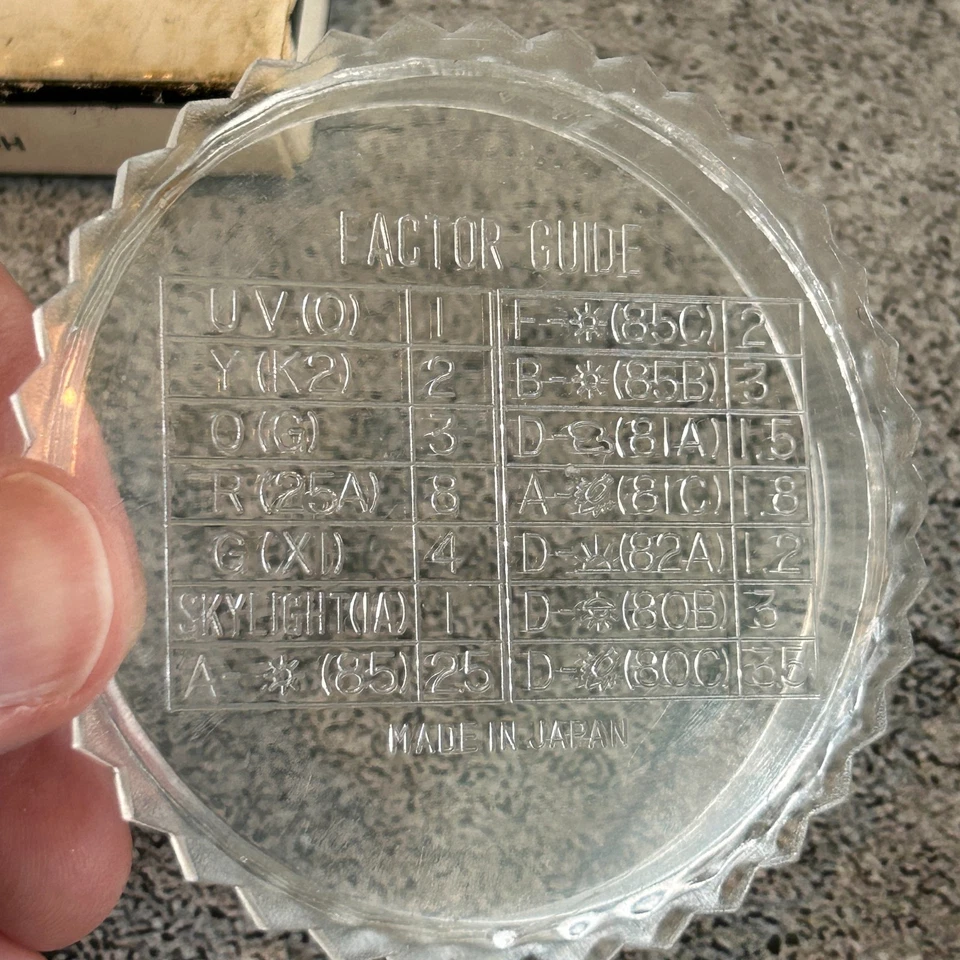 H
FACTOR GUIDE
UV(O) 1 F-☼(85C) 2
Y(K2) 2 B-☼(85B) 3
O(G) 3 D-(81A) 1.5
R(25A) 8 A-(81C) 1.8
G(X1) 4 D-(82A) 1.2
SKYLIGHT(1A) 1 D-(80B) 3
A-☼(85) 2.5 D-(80C) 3.5
MADE IN JAPAN